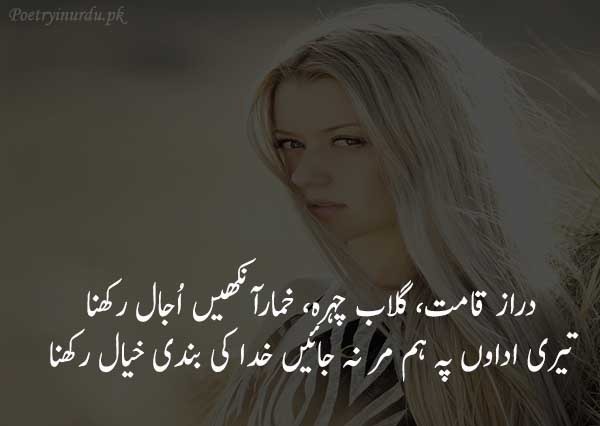 Poetryinurdu.pk
دراز قامت، گلاب چہرہ، خمار آنکھیں اُجال رکھنا
تیری اداوں پہ ہم مر نہ جائیں خدا کی بندی خیال رکھنا